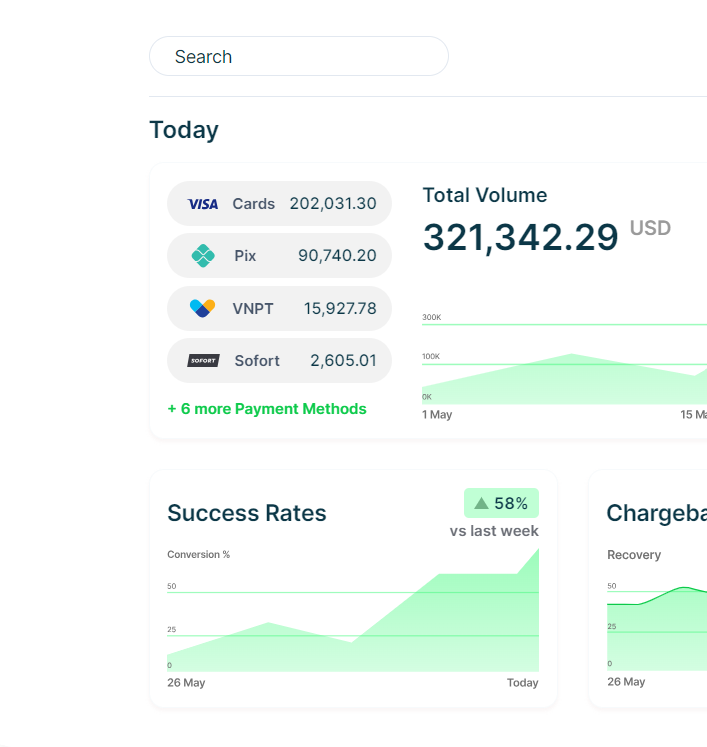 Search
Today
VISA Cards 202,031.30
Pix 90,740.20
VNPT 15,927.78
SOFORT Sofort 2,605.01
+ 6 more Payment Methods
Total Volume
321,342.29 USD
300K
100K
0K
1 May 15 Ma
Success Rates
58%
vs last week
Conversion %
50
25
0
26 May Today
Chargeba
Recovery
50
25
0
26 May